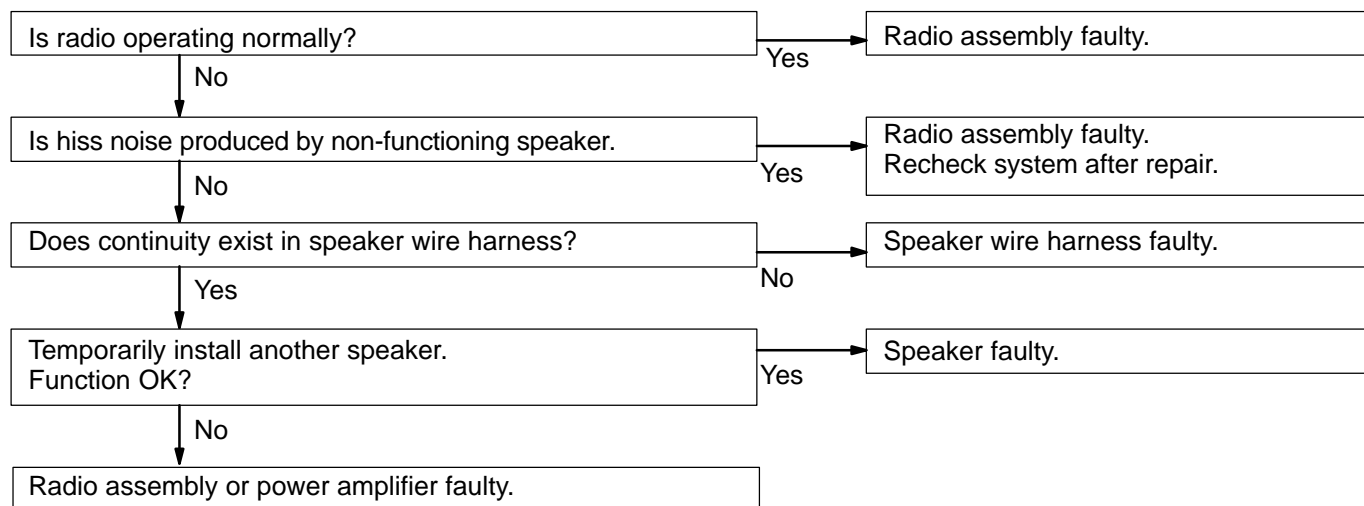 Is radio operating normally?
Yes
Radio assembly faulty.
No
Is hiss noise produced by non-functioning speaker.
Yes
Radio assembly faulty.
Recheck system after repair.
No
Does continuity exist in speaker wire harness?
No
Speaker wire harness faulty.
Yes
Temporarily install another speaker.
Function OK?
Yes
Speaker faulty.
No
Radio assembly or power amplifier faulty.